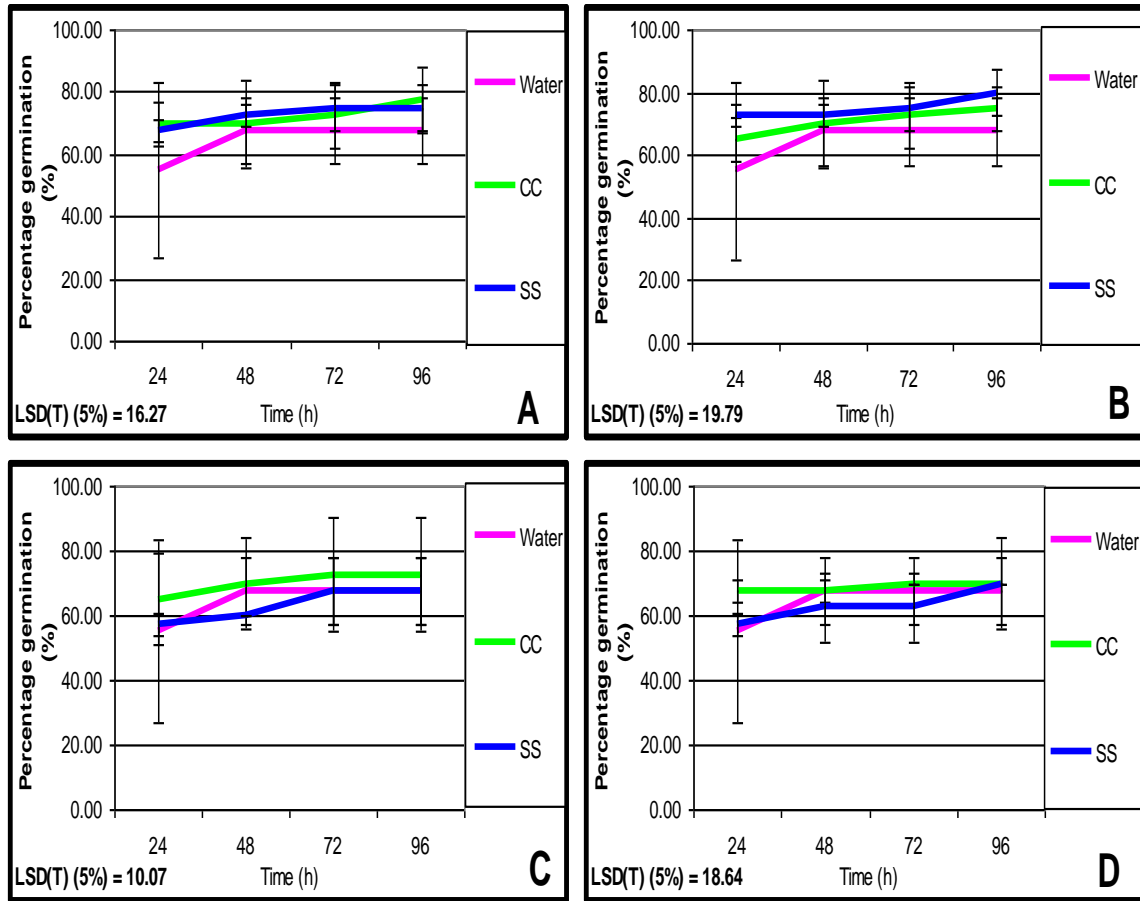 Percentage germination
(%)
100.00
80.00
60.00
40.00
20.00
0.00
24 48 72 96
Time (h)
Water
CC
SS
LSD(T) (5%) = 16.27
A
Percentage germination
(%)
100.00
80.00
60.00
40.00
20.00
0.00
24 48 72 96
Time (h)
Water
CC
SS
LSD(T) (5%) = 19.79
B
Percentage germination
(%)
100.00
80.00
60.00
40.00
20.00
0.00
24 48 72 96
Time (h)
Water
CC
SS
LSD(T) (5%) = 10.07
C
Percentage germination
(%)
100.00
80.00
60.00
40.00
20.00
0.00
24 48 72 96
Time (h)
Water
CC
SS
LSD(T) (5%) = 18.64
D